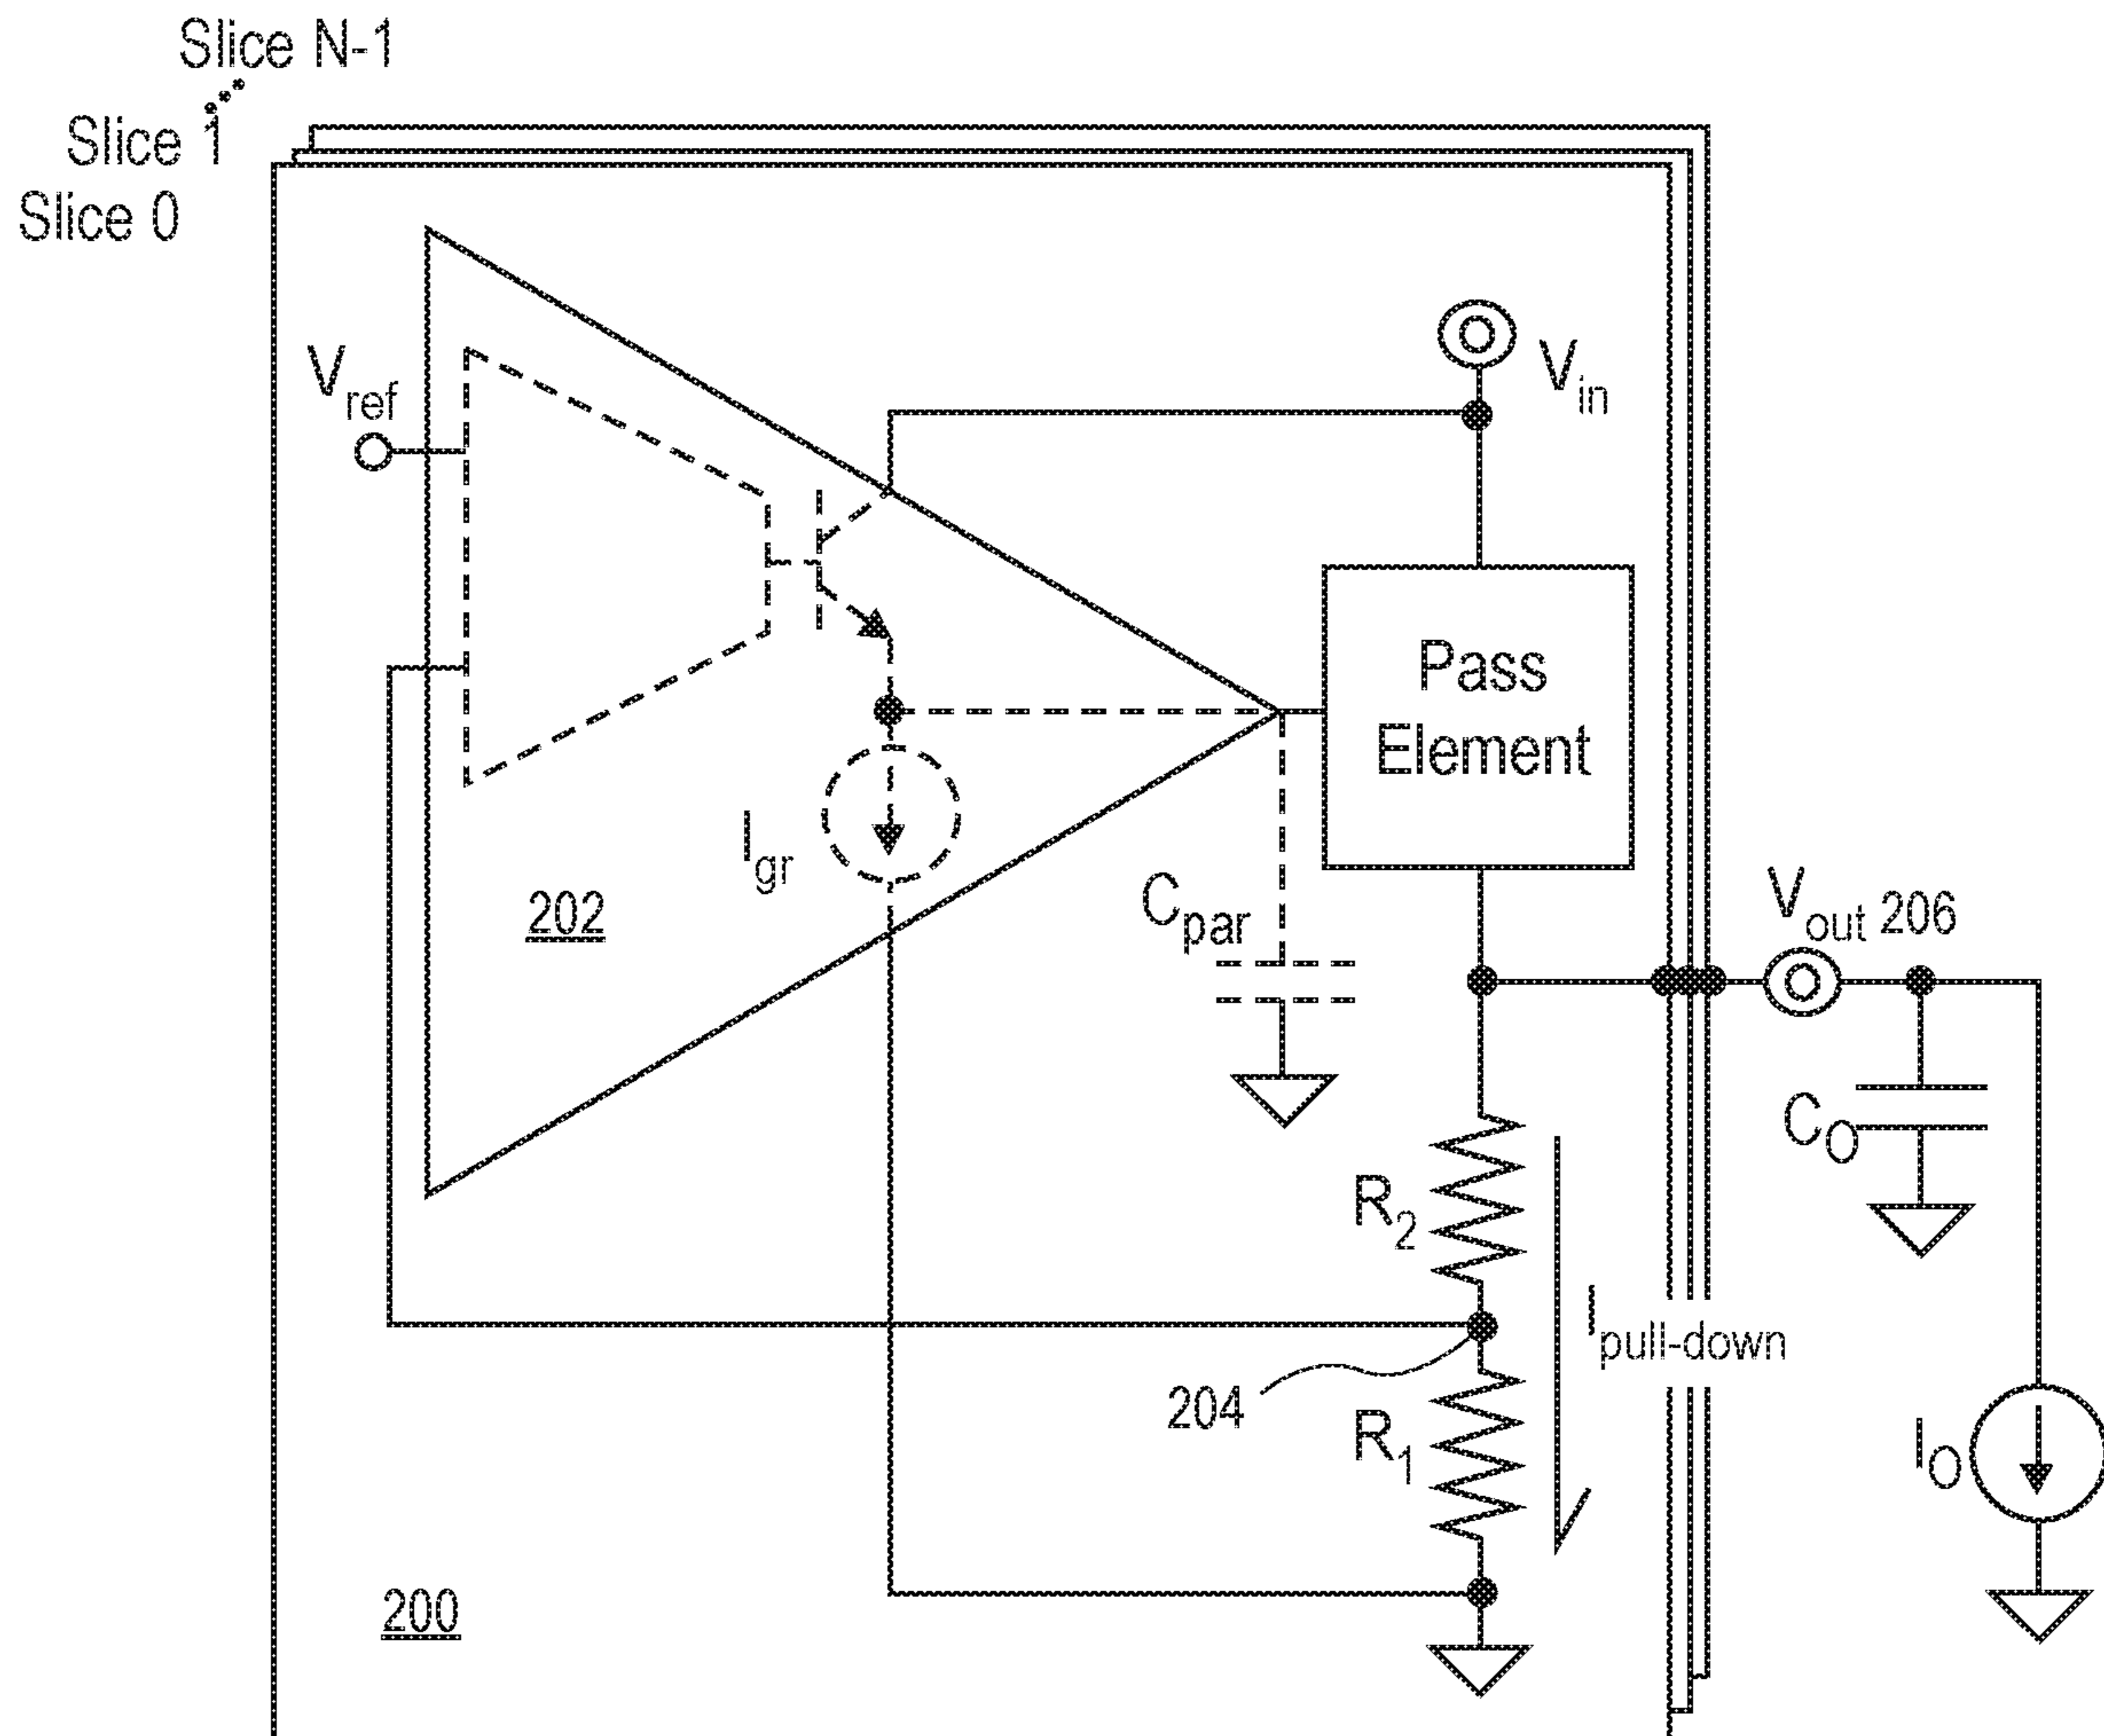 Slice N-1
Slice 1
Slice 0
Vref
Vin
Pass
Element
Igr
202
Cpar
Vout 206
CO
R2
Ipull-down
204
R1
IO
200